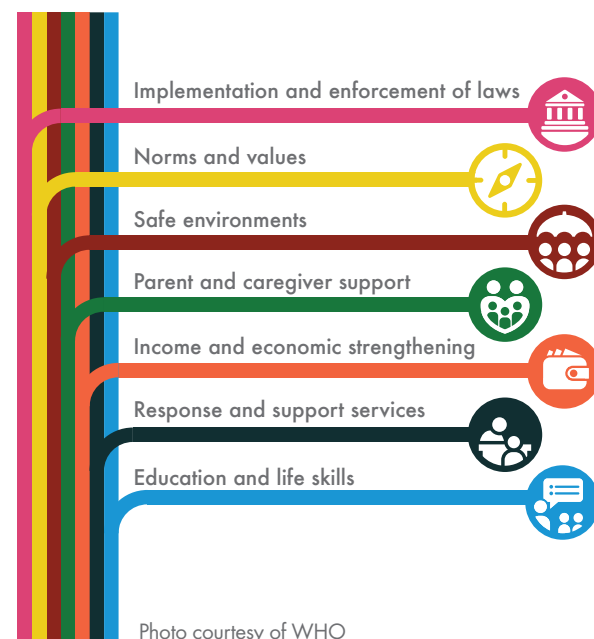 Implementation and enforcement of laws
Norms and values
Safe environments
Parent and caregiver support
Income and economic strengthening
Response and support services
Education and life skills
Photo courtesy of WHO